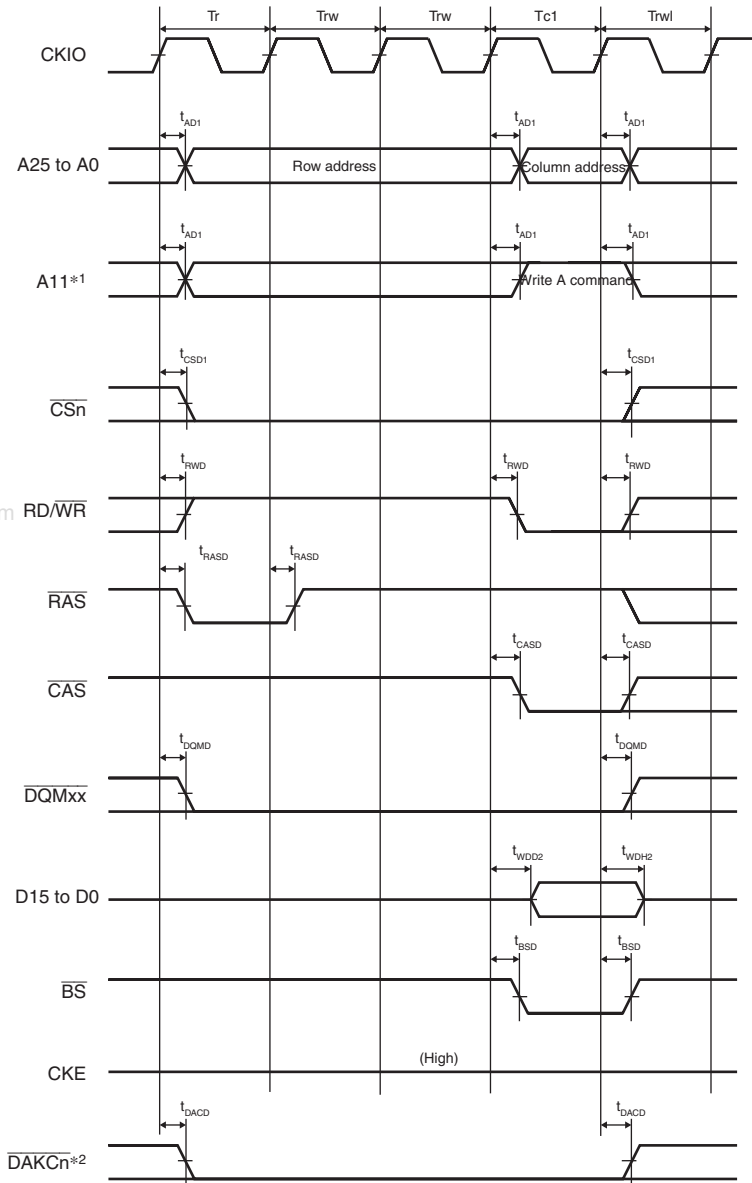 Tr Trw Trw Tc1 Trwl
CKIO
tAD1 tAD1 tAD1
A25 to A0 Row address Column address
tAD1 tAD1 tAD1
A11*1 Write A command
tCSD1 tCSD1
CSn
tRWD tRWD tRWD
m RD/WR
tRASD tRASD
RAS
tCASD tCASD
CAS
tDQMD tDQMD
DQMxx
tWDD2 tWDH2
D15 to D0
tBSD tBSD
BS
(High)
CKE
tDACD tDACD
DAKCn*2